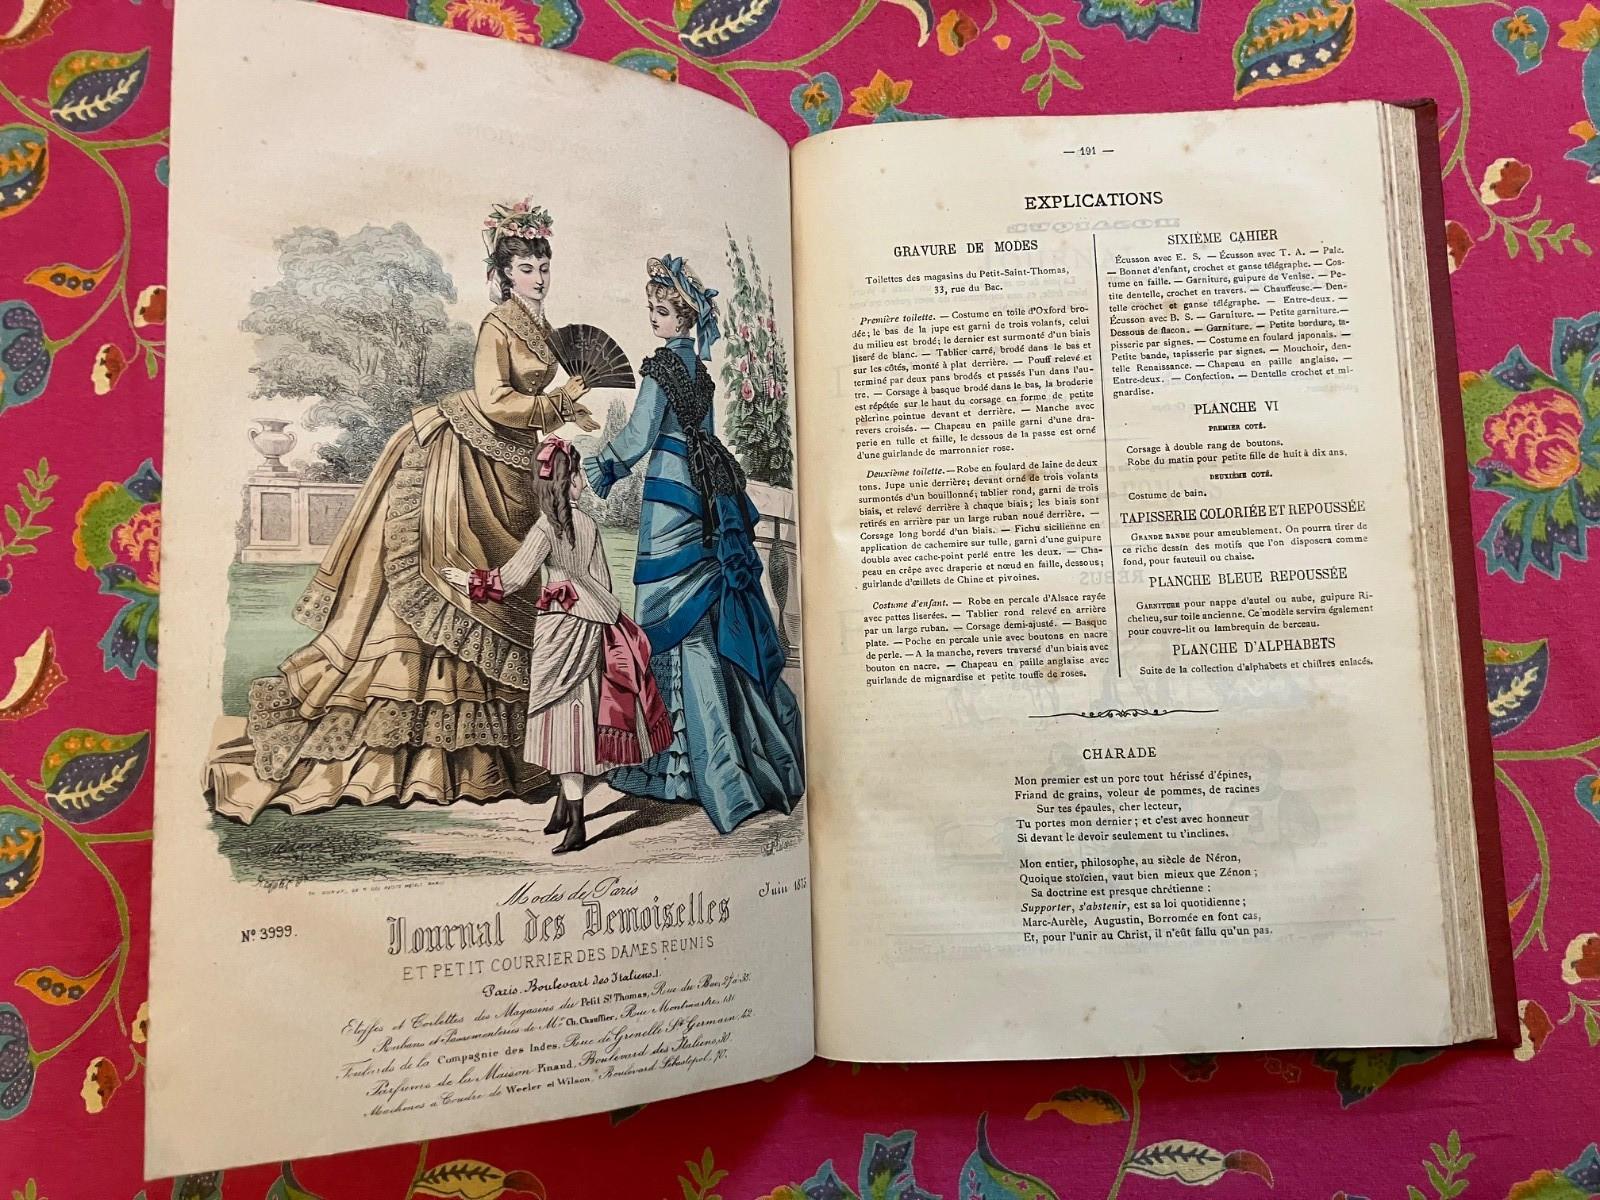 TH. DUPUY, IMP. 22 R. DES PETITS HÔTELS PARIS
Modes de Paris
Juin 1875
Nº 3999.
Journal des Demoiselles
ET PETIT COURRIER DES DAMES REUNIS
Paris. Boulevard des Italiens, 1.
Etoffes et Toilettes des Magasins du Petit St Thomas, Rue du Bac, 27 à 35.
Rubans et Passementeries de Mon Ch. Chauffier, Rue Montmartre, 131
Foulards de la Compagnie des Indes. Rue de Grenelle St Germain, 42.
Parfums de la Maison Pinaud, Boulevard des Italiens, 30.
Machines à Coudre de Weeler et Wilson. Boulevard Sébastopol, 70.
— 191 —
EXPLICATIONS
GRAVURE DE MODES
Toilettes des magasins du Petit-Saint-Thomas,
33, rue du Bac.
Première toilette. — Costume en toile d'Oxford bro-
dée; le bas de la jupe est garni de trois volants, celui
du milieu est brodé; le dernier est surmonté d'un biais
liseré de blanc. — Tablier carré, brodé dans le bas et
sur les côtés, monté à plat derrière. — Pouff relevé et
terminé par deux pans brodés et passés l'un dans l'au-
tre. — Corsage à basque brodé dans le bas, la broderie
est répétée sur le haut du corsage en forme de petite
pèlerine pointue devant et derrière. — Manche avec
revers croisés. — Chapeau en paille garni d'une dra-
perie en tulle et faille, le dessous de la passe est orné
d'une guirlande de marronnier rose.
Deuxième toilette. — Robe en foulard de laine de deux
tons. Jupe unie derrière; devant orné de trois volants
surmontés d'un bouillonné; tablier rond, garni de trois
biais, et relevé derrière à chaque biais; les biais sont
retirés en arrière par un large ruban noué derrière. —
Corsage long bordé d'un biais. — Fichu sicilienne en
application de cachemire sur tulle, garni d'une guipure
double avec cache-point perlé entre les deux. — Cha-
peau en crêpe avec draperie et nœud en faille, dessous;
guirlande d'œillets de Chine et pivoines.
Costume d'enfant. — Robe en percale d'Alsace rayée
avec pattes liserées. — Tablier rond relevé en arrière
par un large ruban. — Corsage demi-ajusté. — Basque
plate. — Poche en percale unie avec boutons en nacre
de perle. — A la manche, revers traversé d'un biais avec
bouton en nacre. — Chapeau en paille anglaise avec
guirlande de mignardise et petite touffe de roses.
SIXIÈME CAHIER
Écusson avec E. S. — Écusson avec T. A. — Pale.
— Bonnet d'enfant, crochet et ganse télégraphe. — Cos-
tume en faille. — Garniture, guipure de Venise. — Pe-
tite dentelle, crochet en travers. — Chauffeuse. — Den-
telle crochet et ganse télégraphe. — Entre-deux. —
Écusson avec B. S. — Garniture. — Petite garniture. —
Dessous de flacon. — Garniture. — Petite bordure, ta-
pisserie par signes. — Costume en foulard japonais. —
Petite bande, tapisserie par signes. — Mouchoir, den-
telle Renaissance. — Chapeau en paille anglaise. —
Entre-deux. — Confection. — Dentelle crochet et mi-
gnardise.
PLANCHE VI
PREMIER COTÉ.
Corsage à double rang de boutons.
Robe du matin pour petite fille de huit à dix ans.
DEUXIÈME COTÉ.
Costume de bain.
TAPISSERIE COLORIÉE ET REPOUSSÉE
GRANDE BANDE pour ameublement. On pourra tirer de
ce riche dessin des motifs que l'on disposera comme
fond, pour fauteuil ou chaise.
PLANCHE BLEUE REPOUSSÉE
GARNITURE pour nappe d'autel ou aube, guipure Ri-
chelieu, sur toile ancienne. Ce modèle servira également
pour couvre-lit ou lambrequin de berceau.
PLANCHE D'ALPHABETS
Suite de la collection d'alphabets et chiffres enlacés.
CHARADE
Mon premier est un porc tout hérissé d'épines,
Friand de grains, voleur de pommes, de racines
Sur tes épaules, cher lecteur,
Tu portes mon dernier; et c'est avec honneur
Si devant le devoir seulement tu t'inclines.
Mon entier, philosophe, au siècle de Néron,
Quoique stoïcien, vaut bien mieux que Zénon;
Sa doctrine est presque chrétienne:
Supporter, s'abstenir, est sa loi quotidienne;
Marc-Aurèle, Augustin, Borromée en font cas,
Et, pour l'unir au Christ, il n'eût fallu qu'un pas.